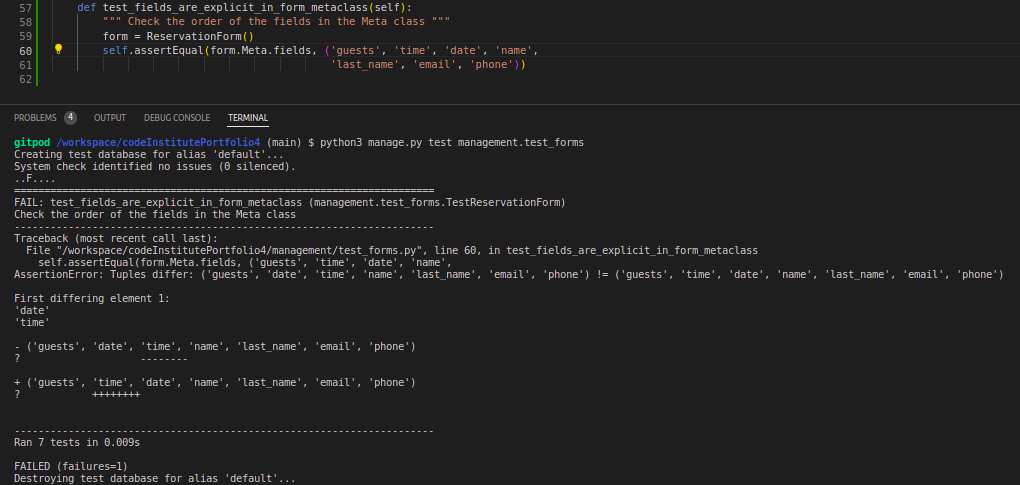 57 def test_fields_are_explicit_in_form_metaclass(self):
58 """ Check the order of the fields in the Meta class """
59 form = ReservationForm()
60 self.assertEqual(form.Meta.fields, ('guests', 'time', 'date', 'name',
61 'last_name', 'email', 'phone'))
62
PROBLEMS 4 OUTPUT DEBUG CONSOLE TERMINAL
gitpod /workspace/codeInstitutePortfolio4 (main) $ python3 manage.py test management.test_forms
Creating test database for alias 'default'...
System check identified no issues (0 silenced).
..F....
======================================================================
FAIL: test_fields_are_explicit_in_form_metaclass (management.test_forms.TestReservationForm)
Check the order of the fields in the Meta class
----------------------------------------------------------------------
Traceback (most recent call last):
  File "/workspace/codeInstitutePortfolio4/management/test_forms.py", line 60, in test_fields_are_explicit_in_form_metaclass
    self.assertEqual(form.Meta.fields, ('guests', 'time', 'date', 'name',
AssertionError: Tuples differ: ('guests', 'date', 'time', 'name', 'last_name', 'email', 'phone') != ('guests', 'time', 'date', 'name', 'last_name', 'email', 'phone')
First differing element 1:
'date'
'time'
- ('guests', 'date', 'time', 'name', 'last_name', 'email', 'phone')
?                    --------
+ ('guests', 'time', 'date', 'name', 'last_name', 'email', 'phone')
?            ++++++++
----------------------------------------------------------------------
Ran 7 tests in 0.009s
FAILED (failures=1)
Destroying test database for alias 'default'...